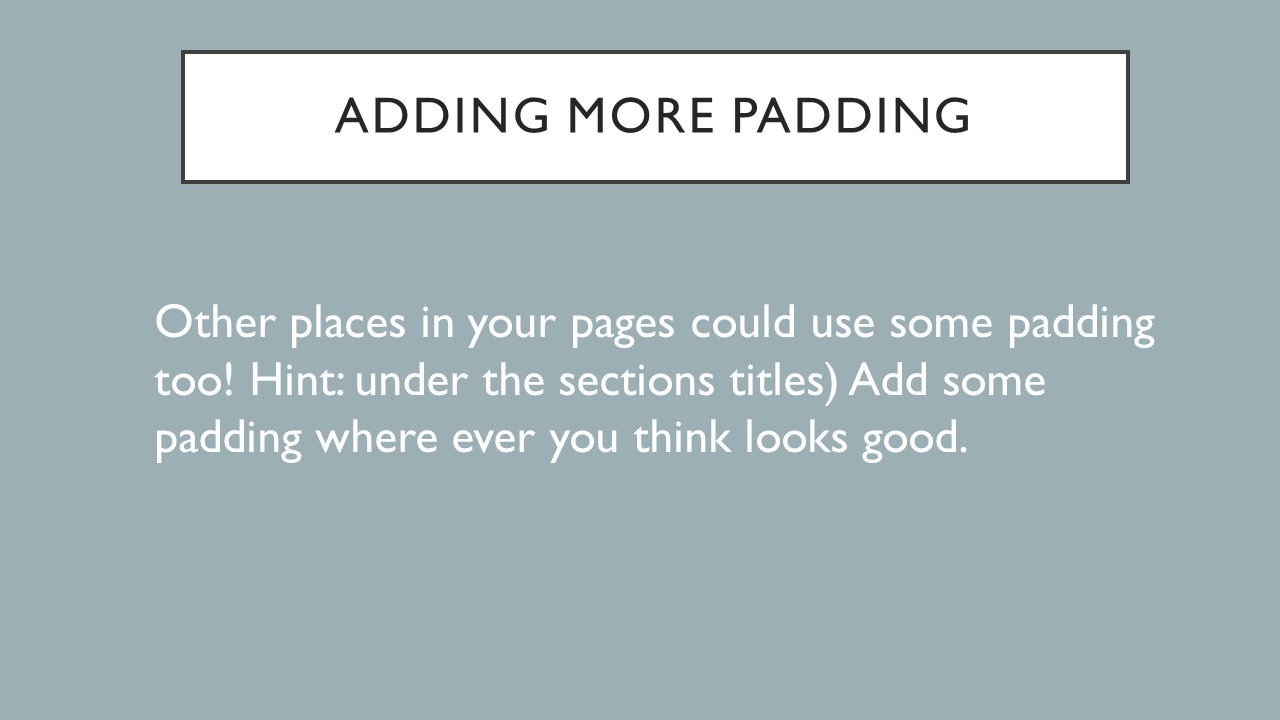 ADDING MORE PADDING
Other places in your pages could use some padding
too! Hint: under the sections titles) Add some
padding where ever you think looks good.